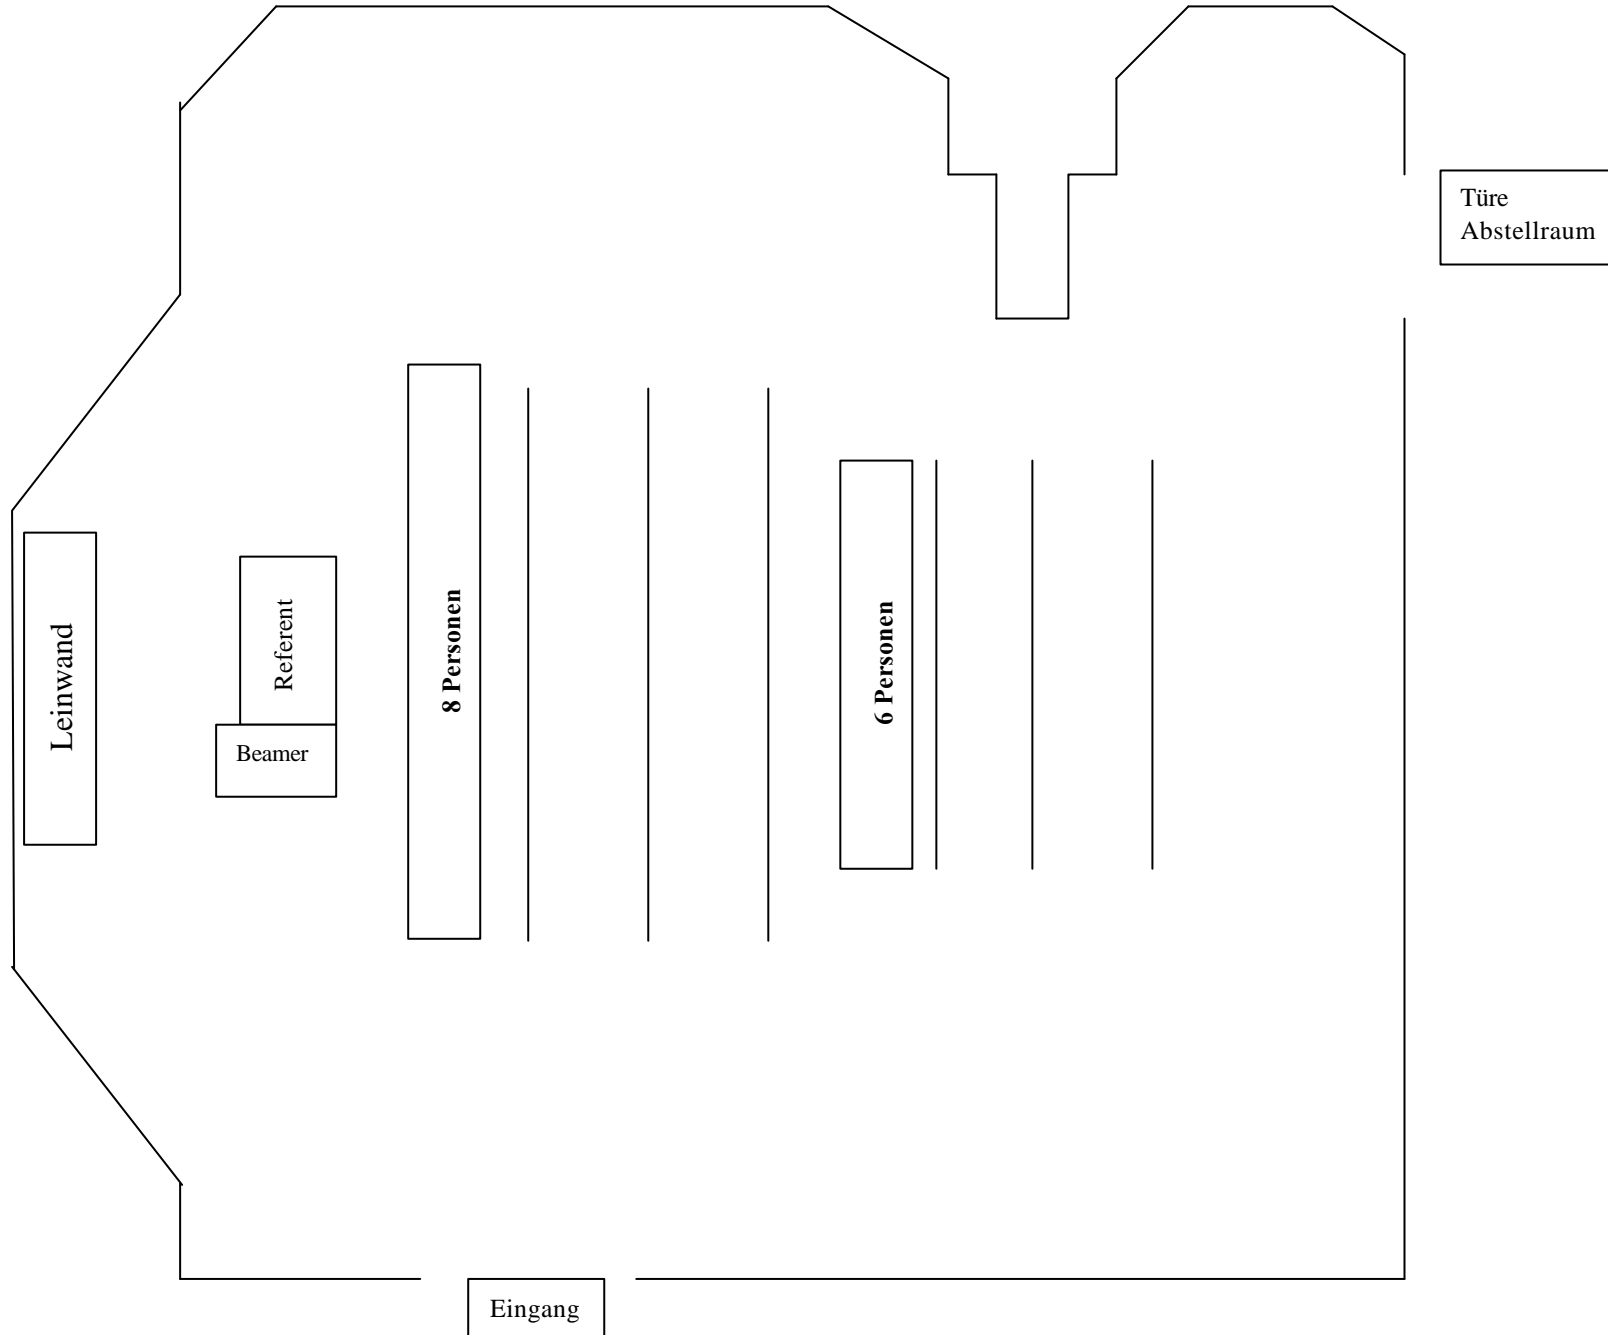 Türe
Abstellraum
Leinwand
Referent
Beamer
8 Personen
6 Personen
Eingang